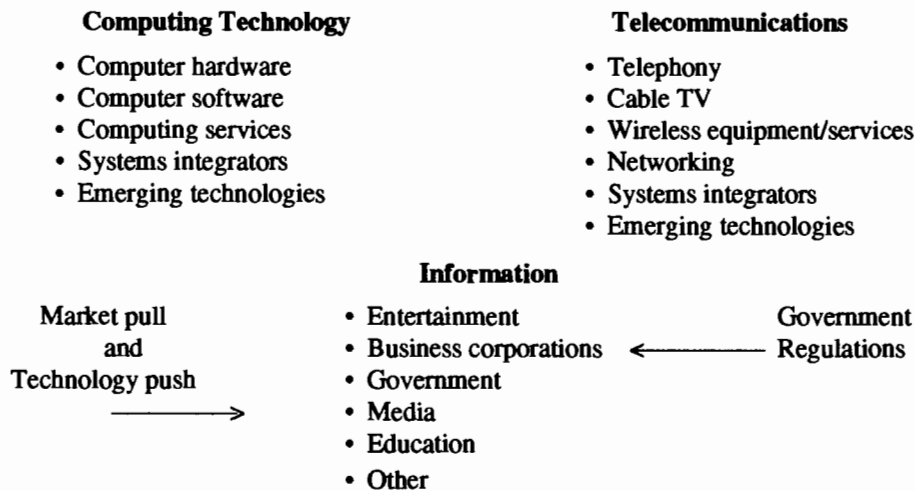 Computing Technology
• Computer hardware
• Computer software
• Computing services
• Systems integrators
• Emerging technologies
Telecommunications
• Telephony
• Cable TV
• Wireless equipment/services
• Networking
• Systems integrators
• Emerging technologies
Information
Market pull
and
Technology push
• Entertainment
• Business corporations
• Government
• Media
• Education
• Other
Government
Regulations